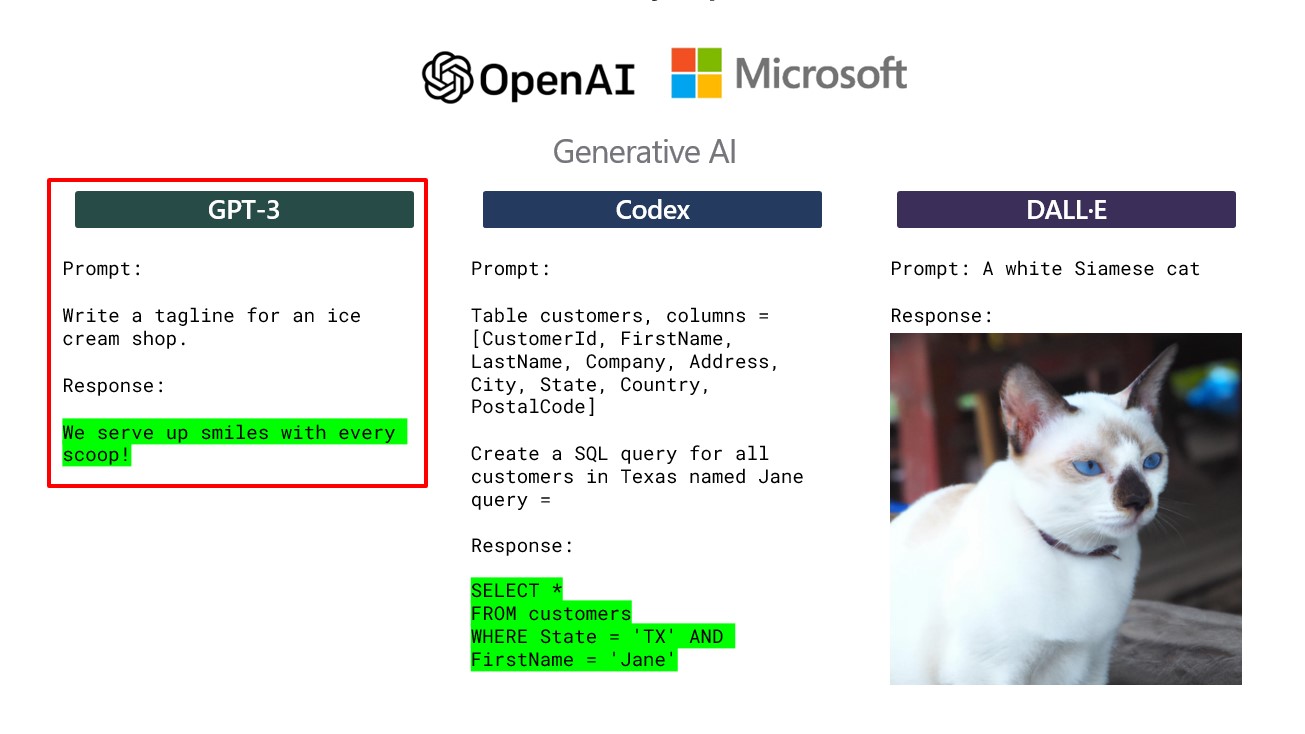 OpenAI
Microsoft
Generative AI
GPT-3
Prompt:
Write a tagline for an ice
cream shop.
Response:
We serve up smiles with every
scoop!
Codex
Prompt:
Table customers, columns =
[CustomerId, FirstName,
LastName, Company, Address,
City, State, Country,
PostalCode]
Create a SQL query for all
customers in Texas named Jane
query =
Response:
SELECT *
FROM customers
WHERE State = 'TX' AND
FirstName = 'Jane'
DALL·E
Prompt: A white Siamese cat
Response: